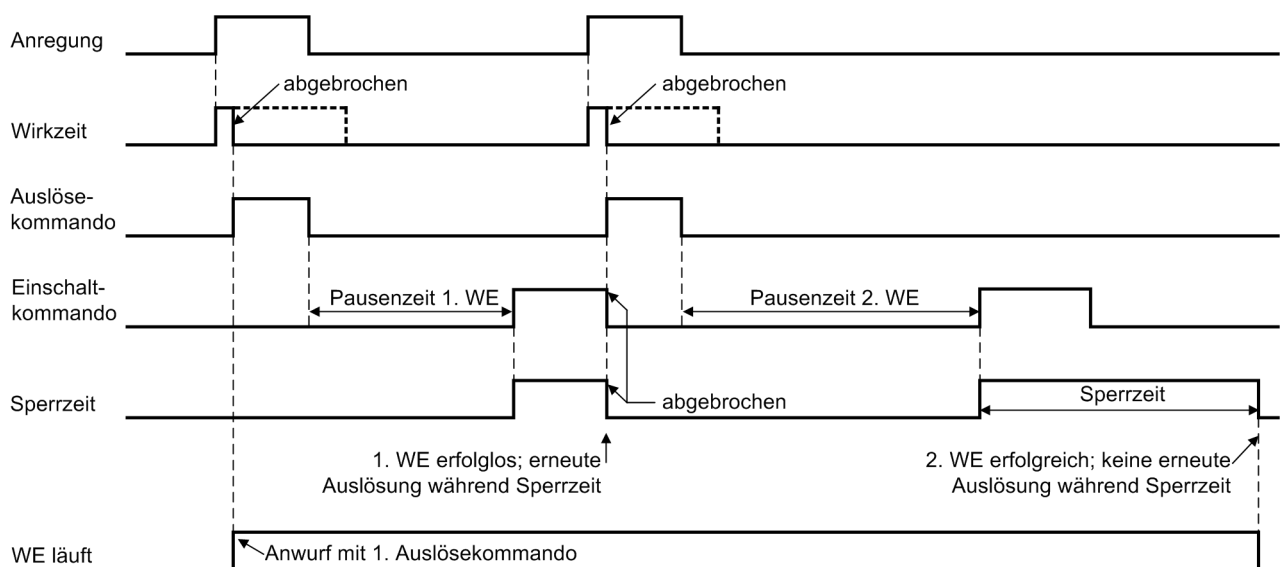 Anregung
abgebrochen
abgebrochen
Wirkzeit
Auslöse-
kommando
Einschalt-
kommando
Pausenzeit 1. WE
Pausenzeit 2. WE
Sperrzeit
abgebrochen
Sperrzeit
1. WE erfolglos; erneute
Auslösung während Sperrzeit
2. WE erfolgreich; keine erneute
Auslösung während Sperrzeit
WE läuft
Anwurf mit 1. Auslösekommando